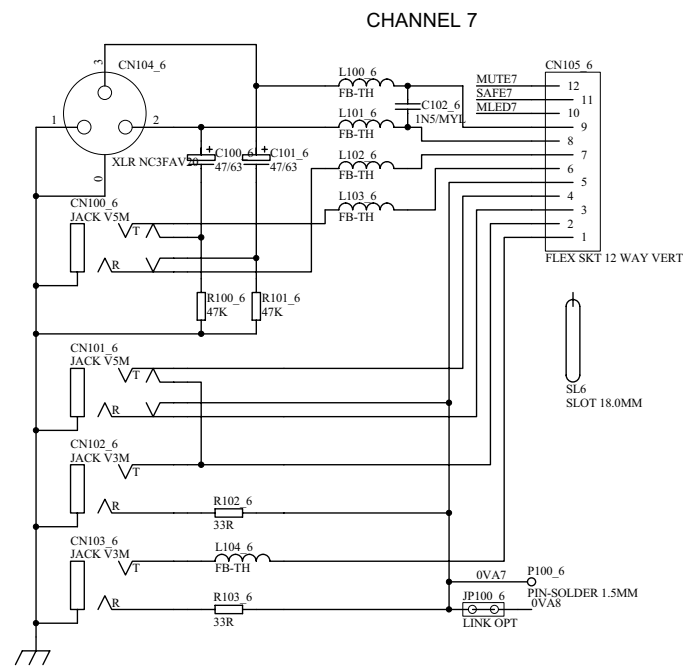 CHANNEL 7
CN104_6
3
1
2
0
XLR NC3FAV20
L100_6
FB-TH
L101_6
FB-TH
C102_6
1N5/MYL
L102_6
FB-TH
L103_6
FB-TH
+
C100_6
47/63
+
C101_6
47/63
CN105_6
MUTE7
SAFE7
MLED7
12
11
10
9
8
7
6
5
4
3
2
1
FLEX SKT 12 WAY VERT
CN100_6
JACK V5M
T
R
R100_6
47K
R101_6
47K
SL6
SLOT 18.0MM
CN101_6
JACK V5M
T
R
CN102_6
JACK V3M
T
R
R102_6
33R
CN103_6
JACK V3M
T
R
L104_6
FB-TH
R103_6
33R
0VA7
P100_6
PIN-SOLDER 1.5MM
JP100_6
0VA8
LINK OPT